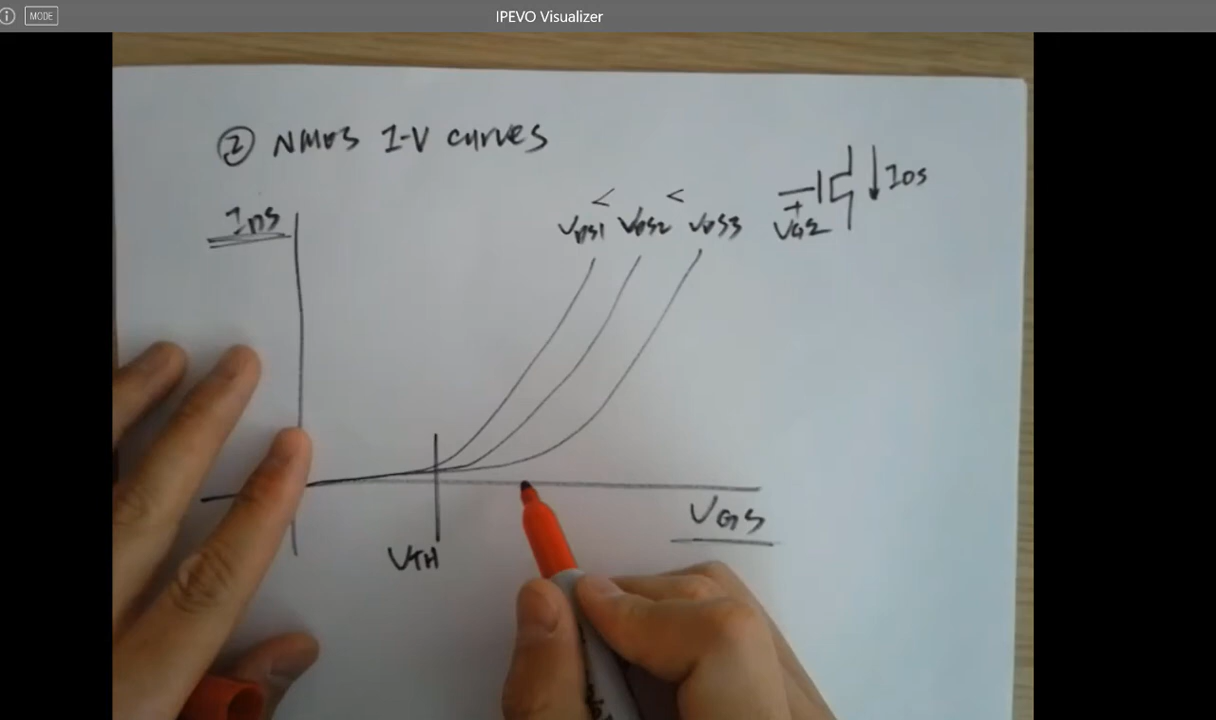 MODE
IPEVO Visualizer
② NMOS I-V curves
IDS
< <
VDS1 VDS2 VDS3
IDS
+
VGS
VGS
VTH